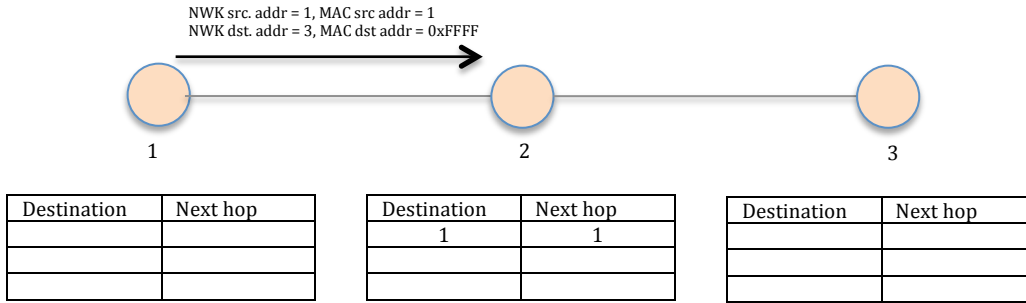 NWK src. addr = 1, MAC src addr = 1
NWK dst. addr = 3, MAC dst addr = 0xFFFF
1 2 3
Destination Next hop Destination Next hop Destination Next hop
1 1